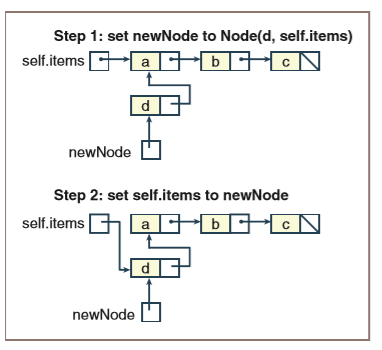 Step 1: set newNode to Node(d, self.items)
self.items a b c
d
newNode
Step 2: set self.items to newNode
self.items a b c
d
newNode